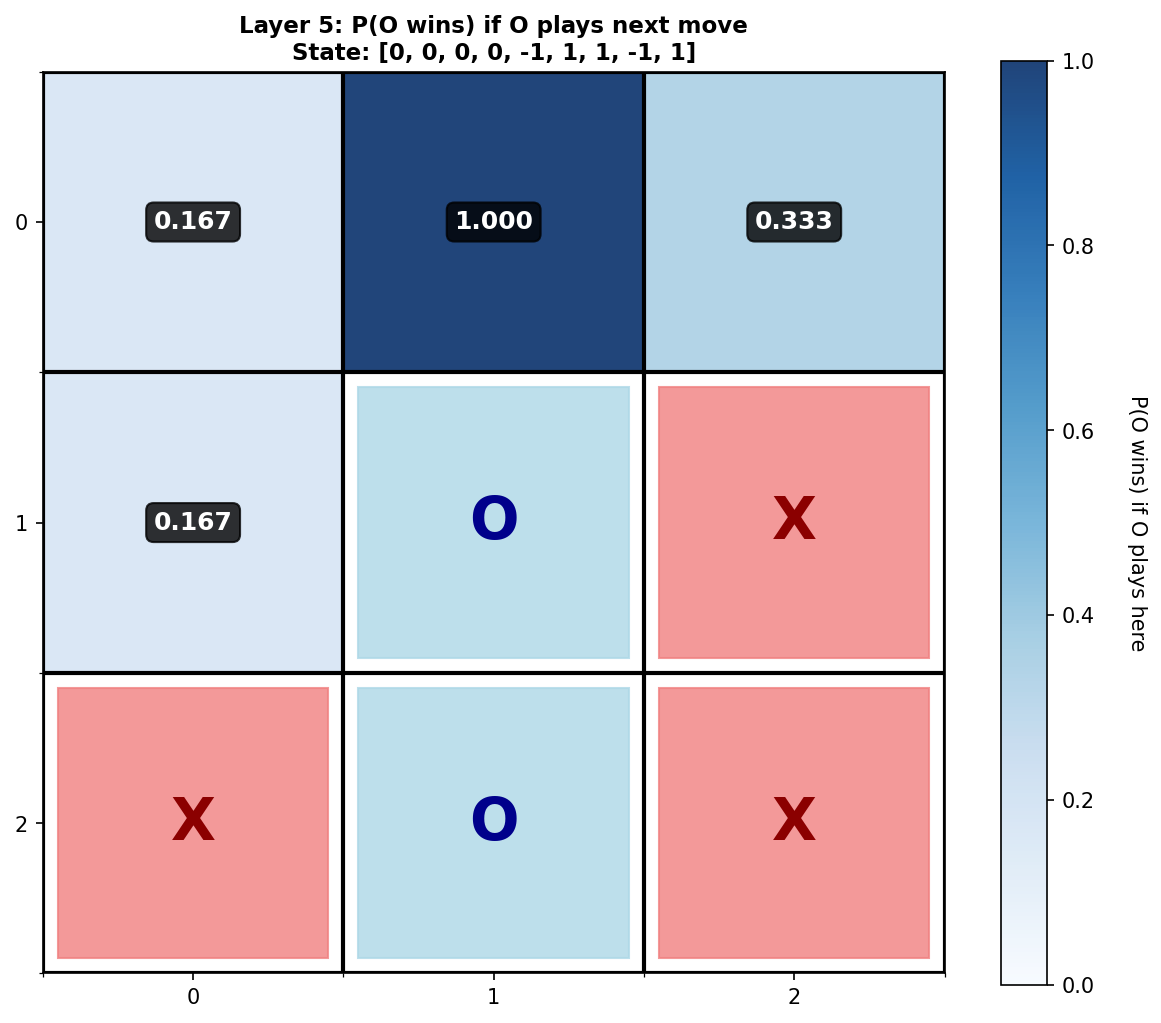 Layer 5: P(O wins) if O plays next move
State: [0, 0, 0, 0, -1, 1, 1, -1, 1]
0.167
1.000
0.333
0.167
O
X
X
O
X
0
1
2
0
1
2
1.0
0.8
0.6
0.4
0.2
0.0
P(O wins) if O plays here